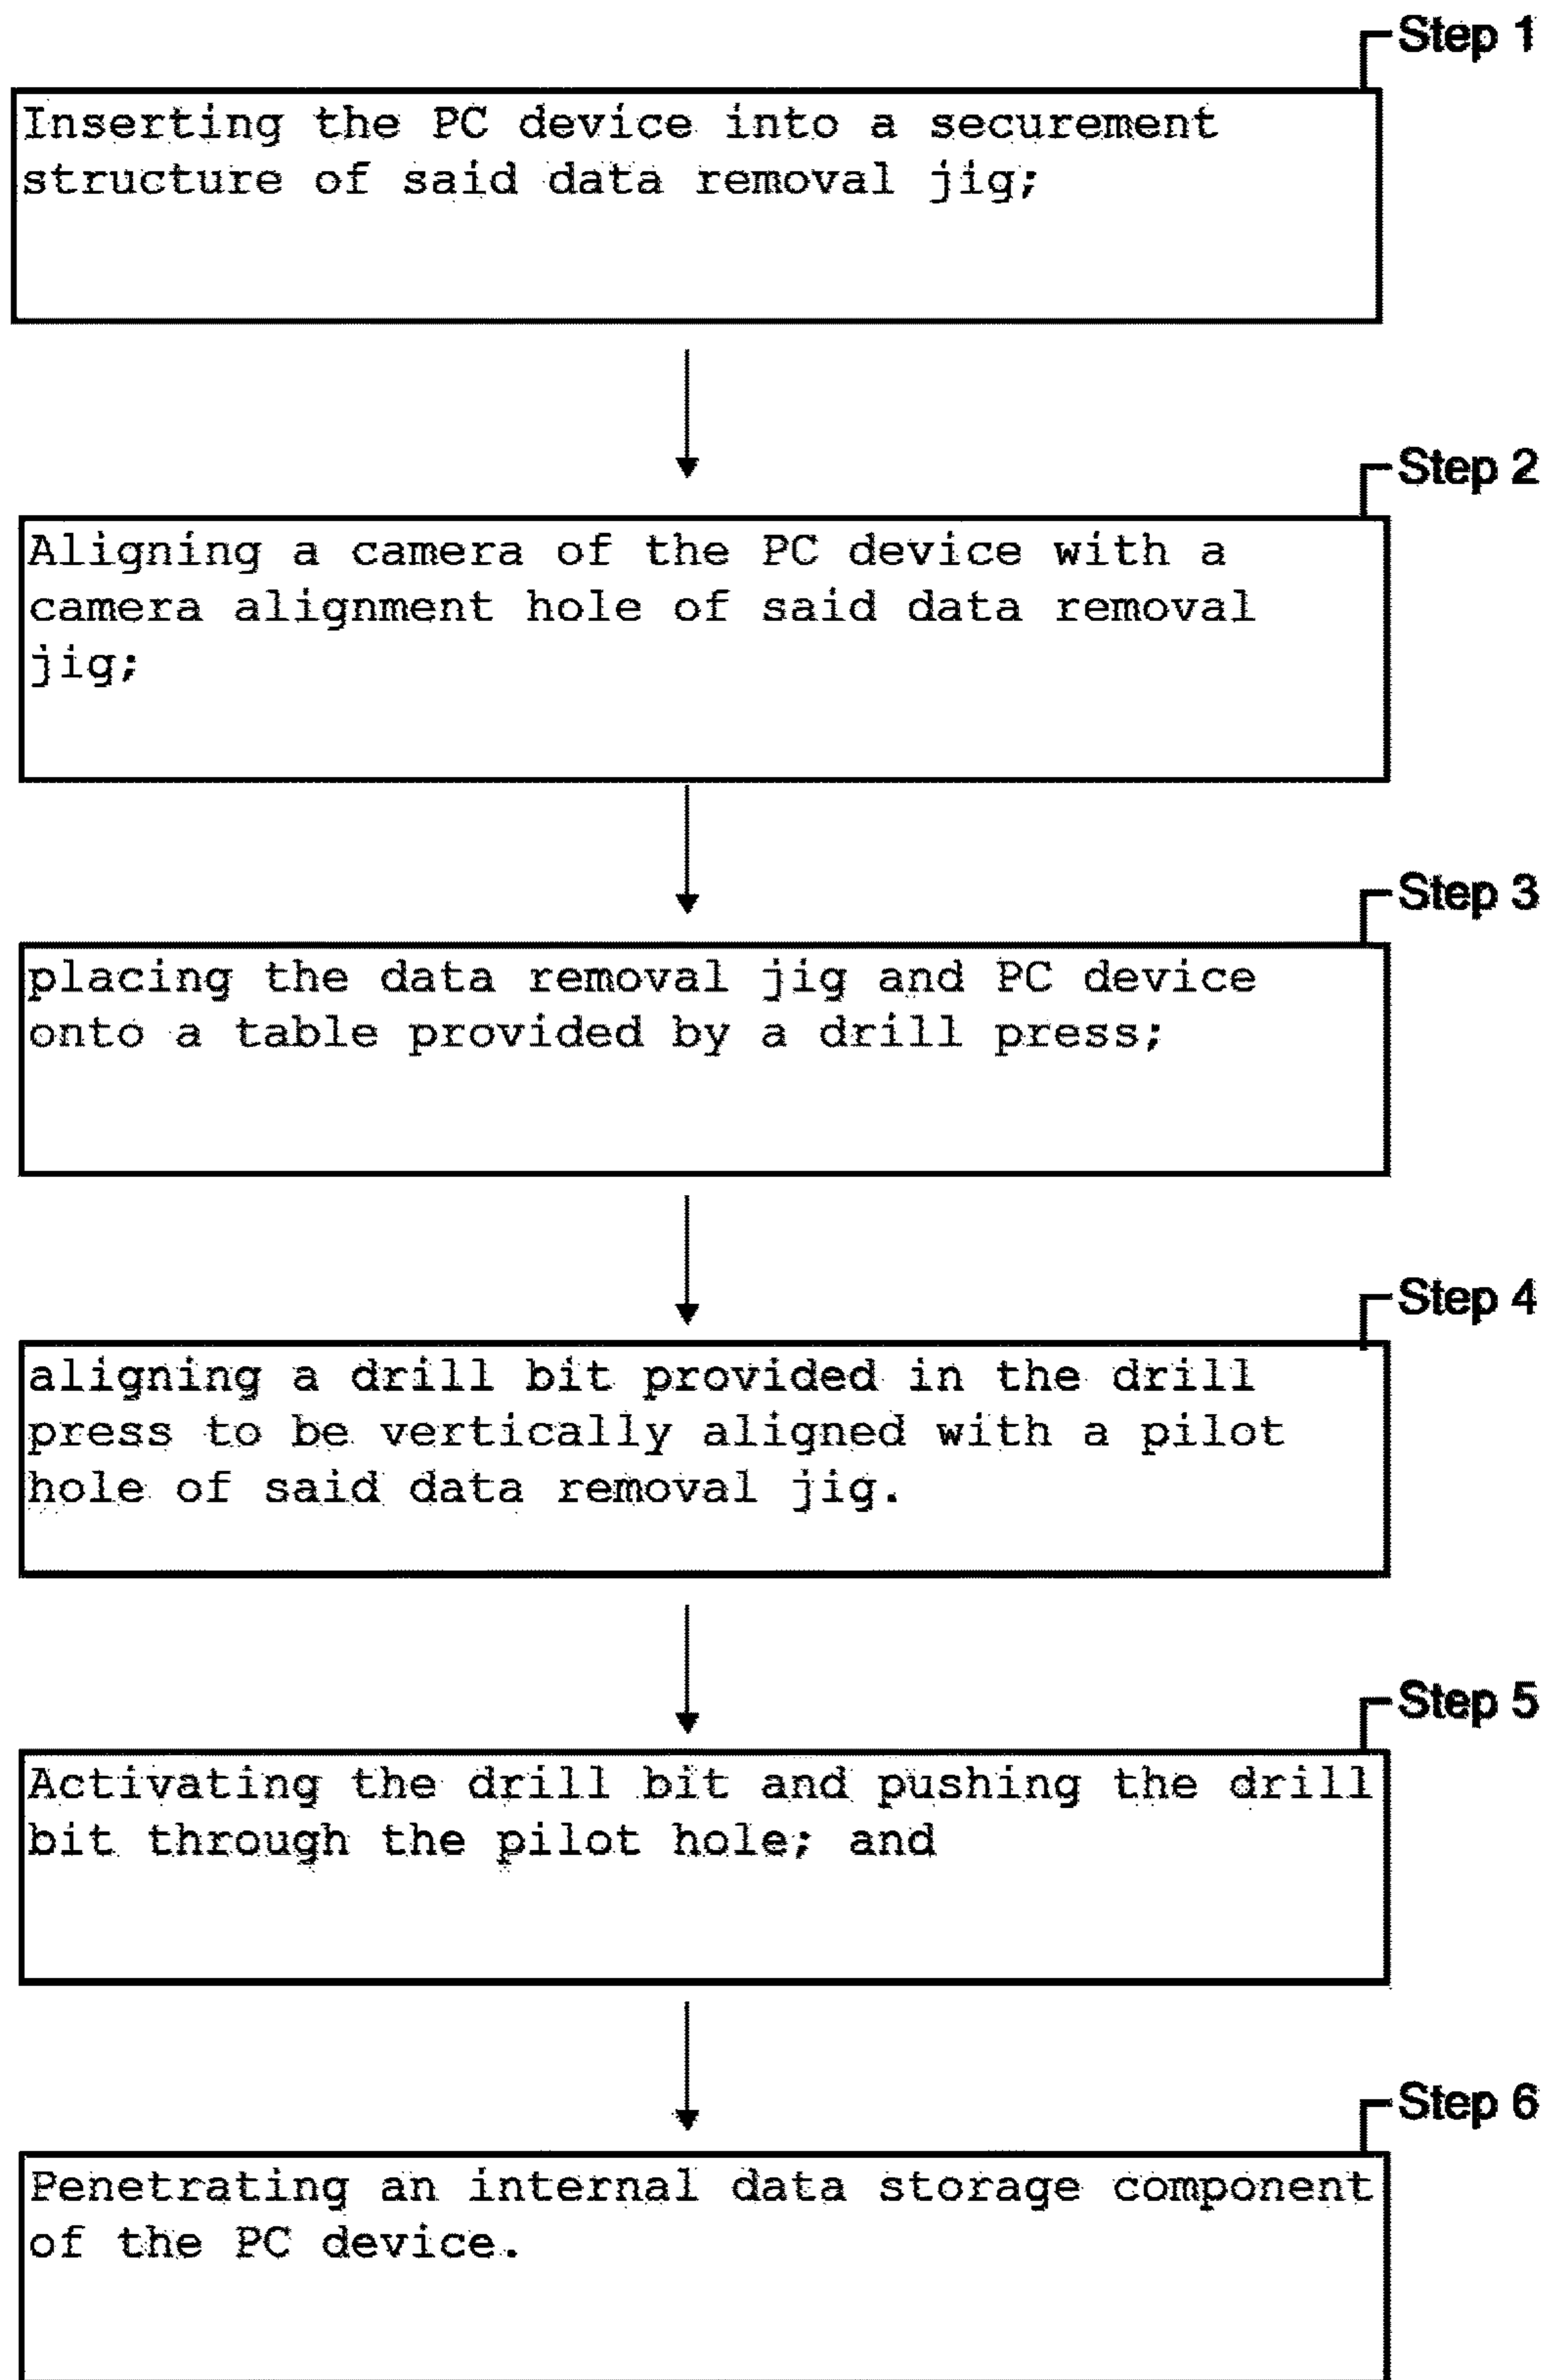 Step 1
Inserting the PC device into a securement
structure of said data removal jig;
Step 2
Aligning a camera of the PC device with a
camera alignment hole of said data removal
jig;
Step 3
placing the data removal jig and PC device
onto a table provided by a drill press;
Step 4
aligning a drill bit provided in the drill
press to be vertically aligned with a pilot
hole of said data removal jig.
Step 5
Activating the drill bit and pushing the drill
bit through the pilot hole; and
Step 6
Penetrating an internal data storage component
of the PC device.